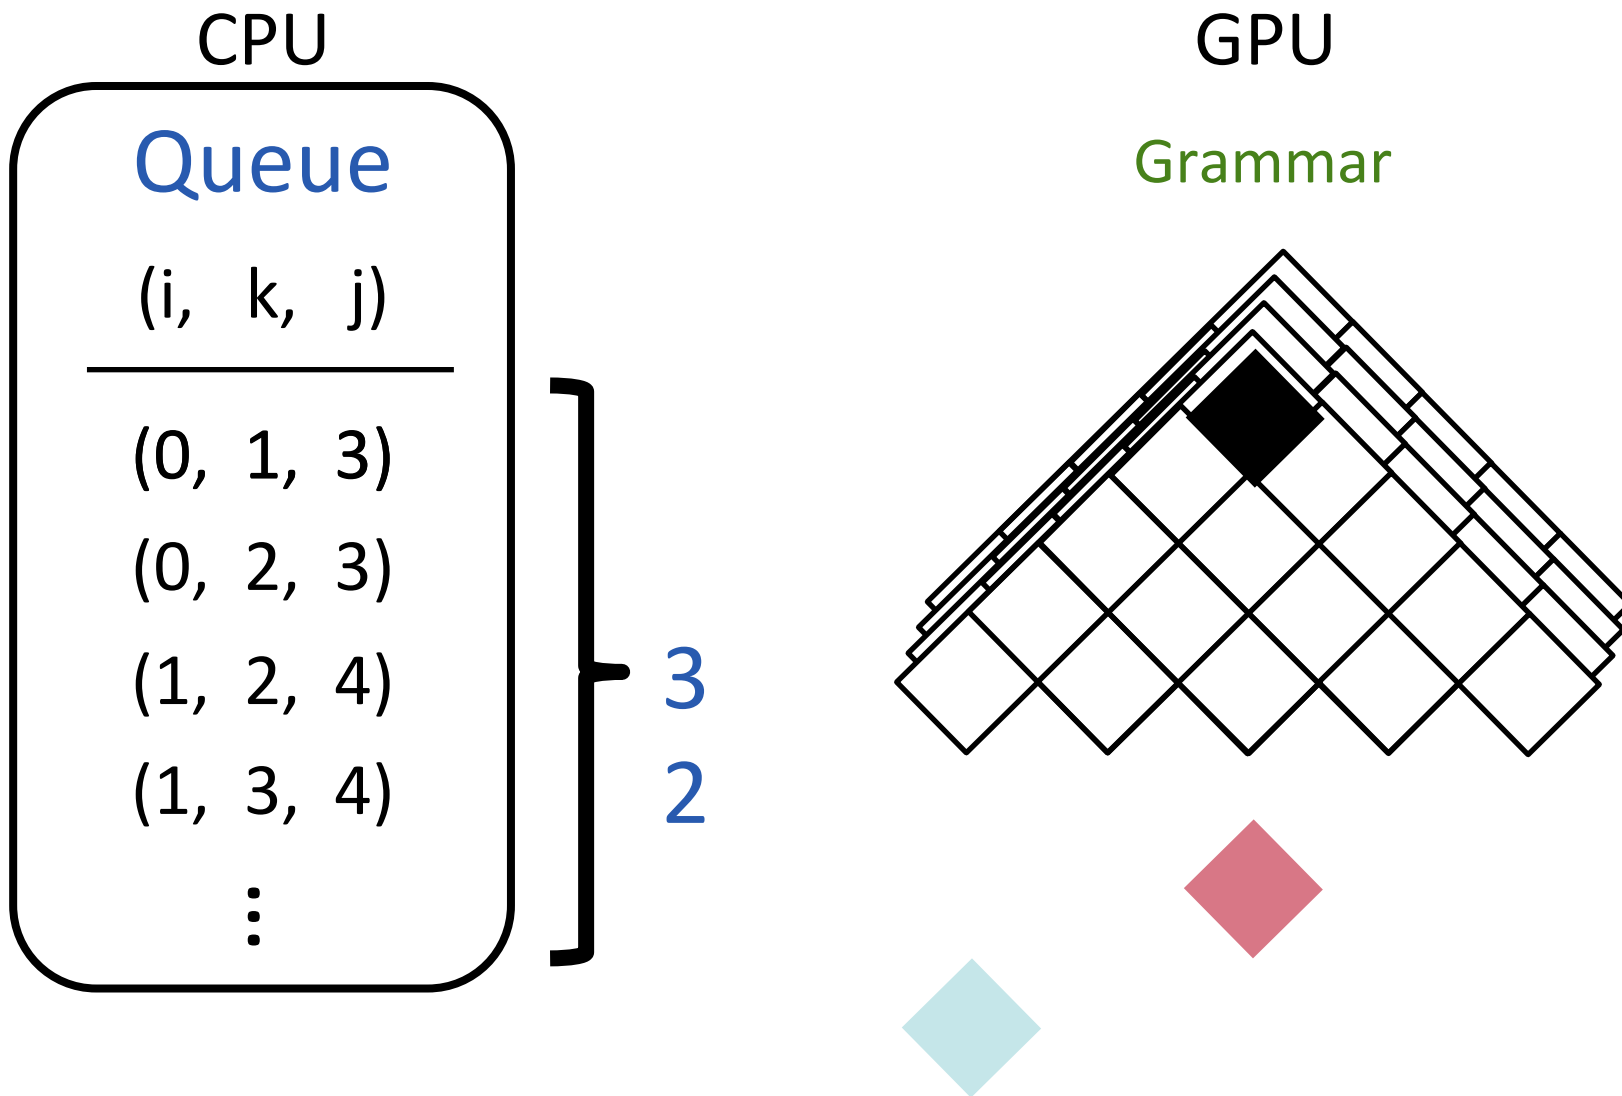 CPU
Queue
(i, k, j)
(0, 1, 3)
(0, 2, 3)
(1, 2, 4)
(1, 3, 4)
⋮
3
2
GPU
Grammar